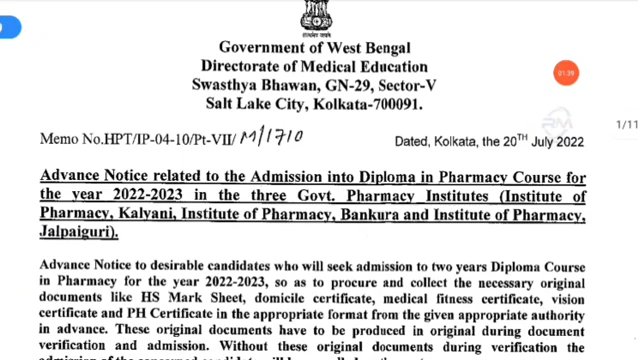 Government of West Bengal
Directorate of Medical Education
Swasthya Bhawan, GN-29, Sector-V
Salt Lake City, Kolkata-700091.
01:39
1/11
Memo No.HPT/IP-04-10/Pt-VII/ M/1710 Dated, Kolkata, the 20TH July 2022
Advance Notice related to the Admission into Diploma in Pharmacy Course for
the year 2022-2023 in the three Govt. Pharmacy Institutes (Institute of
Pharmacy, Kalyani, Institute of Pharmacy, Bankura and Institute of Pharmacy,
Jalpaiguri).
Advance Notice to desirable candidates who will seek admission to two years Diploma Course
in Pharmacy for the year 2022-2023, so as to procure and collect the necessary original
documents like HS Mark Sheet, domicile certificate, medical fitness certificate, vision
certificate and PH Certificate in the appropriate format from the given appropriate authority
in advance. These original documents have to be produced in original during document
verification and admission. Without these original documents during verification the